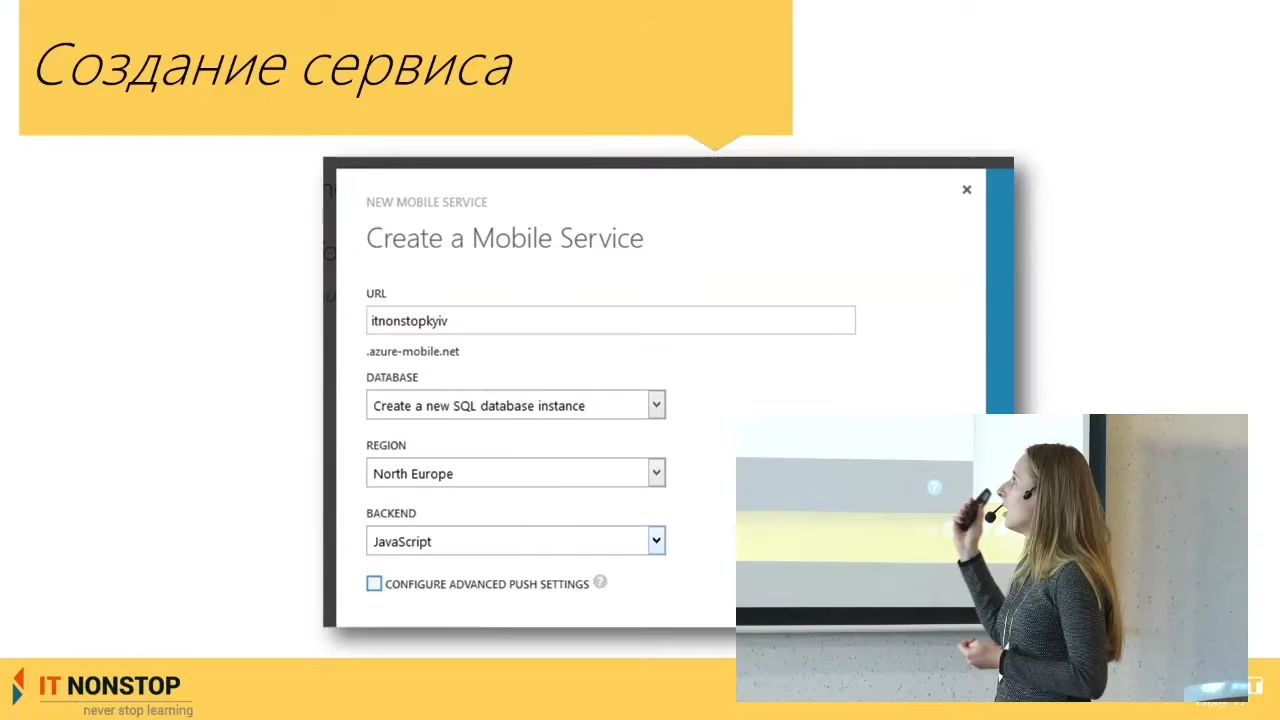 Создание сервиса
NEW MOBILE SERVICE
Create a Mobile Service
URL
itnonstopkyiv
.azure-mobile.net
DATABASE
Create a new SQL database instance
REGION
North Europe
BACKEND
JavaScript
CONFIGURE ADVANCED PUSH SETTINGS ?
IT NONSTOP
never stop learning